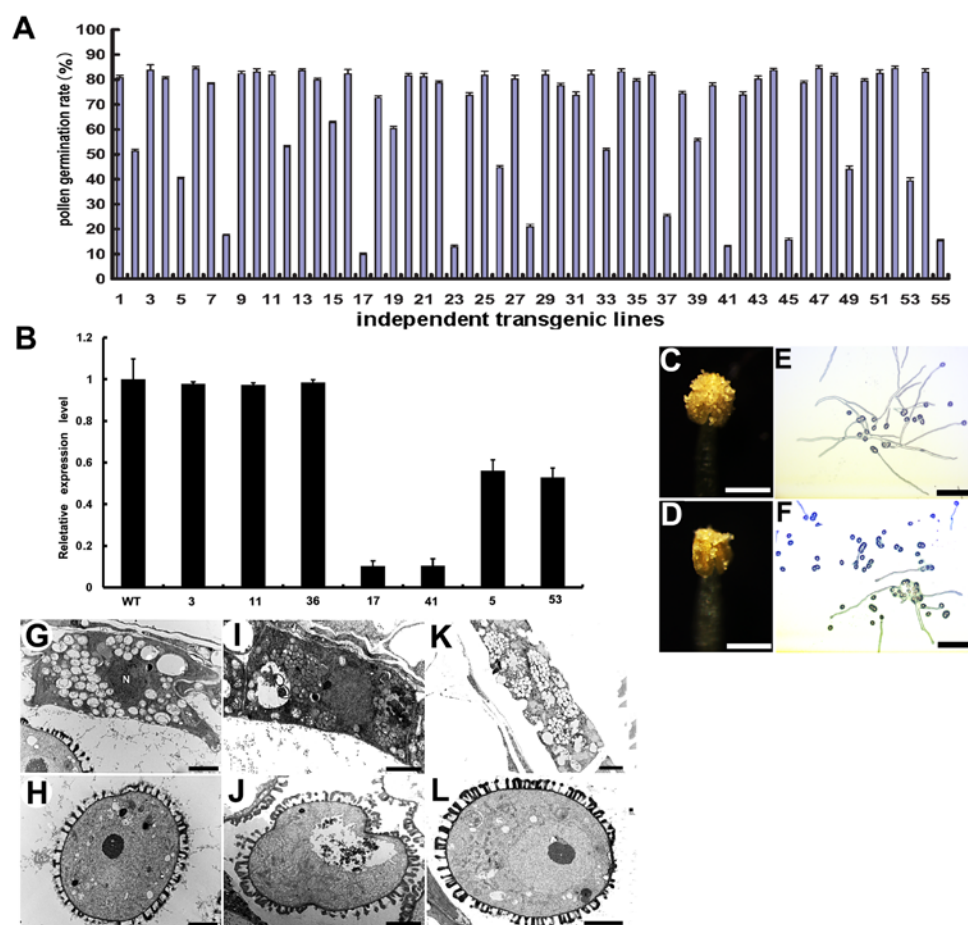 A
pollen germination rate (%)
100
90
80
70
60
50
40
30
20
10
0
1 3 5 7 9 11 13 15 17 19 21 23 25 27 29 31 33 35 37 39 41 43 45 47 49 51 53 55
independent transgenic lines
B
Reletative expression level
1.2
1
0.8
0.6
0.4
0.2
0
WT 3 11 36 17 41 5 53
C
E
D
F
G
N
I
K
H
J
L